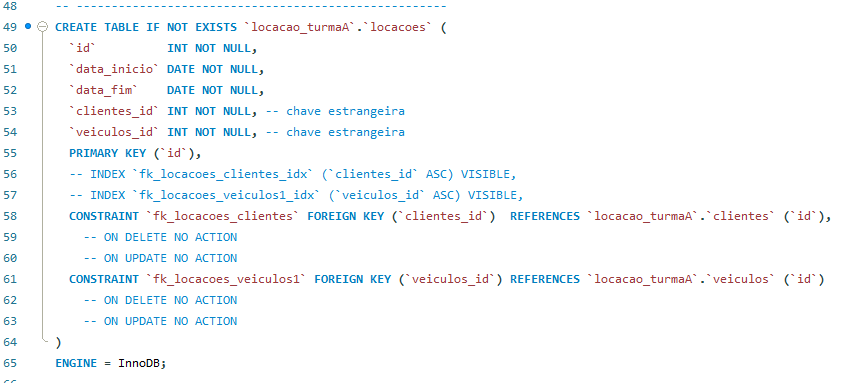 48 -- -----------------------------------------------------
49 CREATE TABLE IF NOT EXISTS `locacao_turmaA`.`locacoes` (
50 `id` INT NOT NULL,
51 `data_inicio` DATE NOT NULL,
52 `data_fim` DATE NOT NULL,
53 `clientes_id` INT NOT NULL, -- chave estrangeira
54 `veiculos_id` INT NOT NULL, -- chave estrangeira
55 PRIMARY KEY (`id`),
56 -- INDEX `fk_locacoes_clientes_idx` (`clientes_id` ASC) VISIBLE,
57 -- INDEX `fk_locacoes_veiculos1_idx` (`veiculos_id` ASC) VISIBLE,
58 CONSTRAINT `fk_locacoes_clientes` FOREIGN KEY (`clientes_id`) REFERENCES `locacao_turmaA`.`clientes` (`id`),
59 -- ON DELETE NO ACTION
60 -- ON UPDATE NO ACTION
61 CONSTRAINT `fk_locacoes_veiculos1` FOREIGN KEY (`veiculos_id`) REFERENCES `locacao_turmaA`.`veiculos` (`id`)
62 -- ON DELETE NO ACTION
63 -- ON UPDATE NO ACTION
64 )
65 ENGINE = InnoDB;